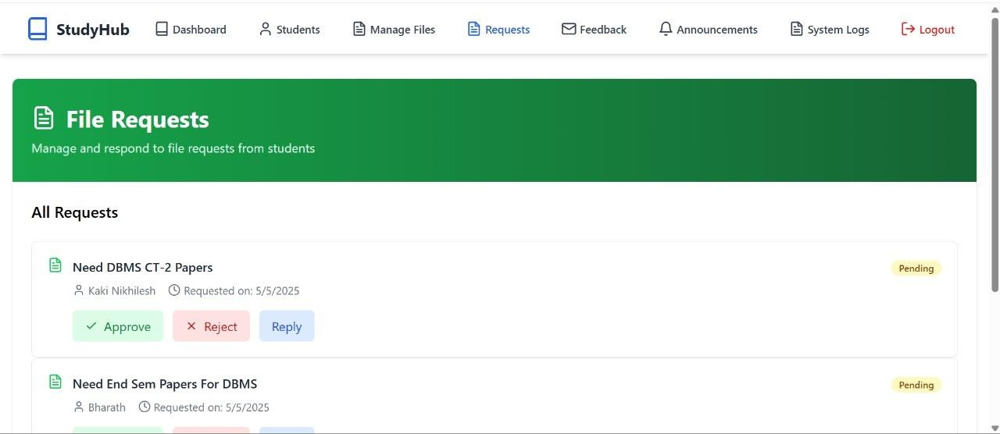 StudyHub Dashboard Students Manage Files Requests Feedback Announcements System Logs Logout
File Requests
Manage and respond to file requests from students
All Requests
Need DBMS CT-2 Papers Pending
Kaki Nikhilesh Requested on: 5/5/2025
Approve Reject Reply
Need End Sem Papers For DBMS Pending
Bharath Requested on: 5/5/2025